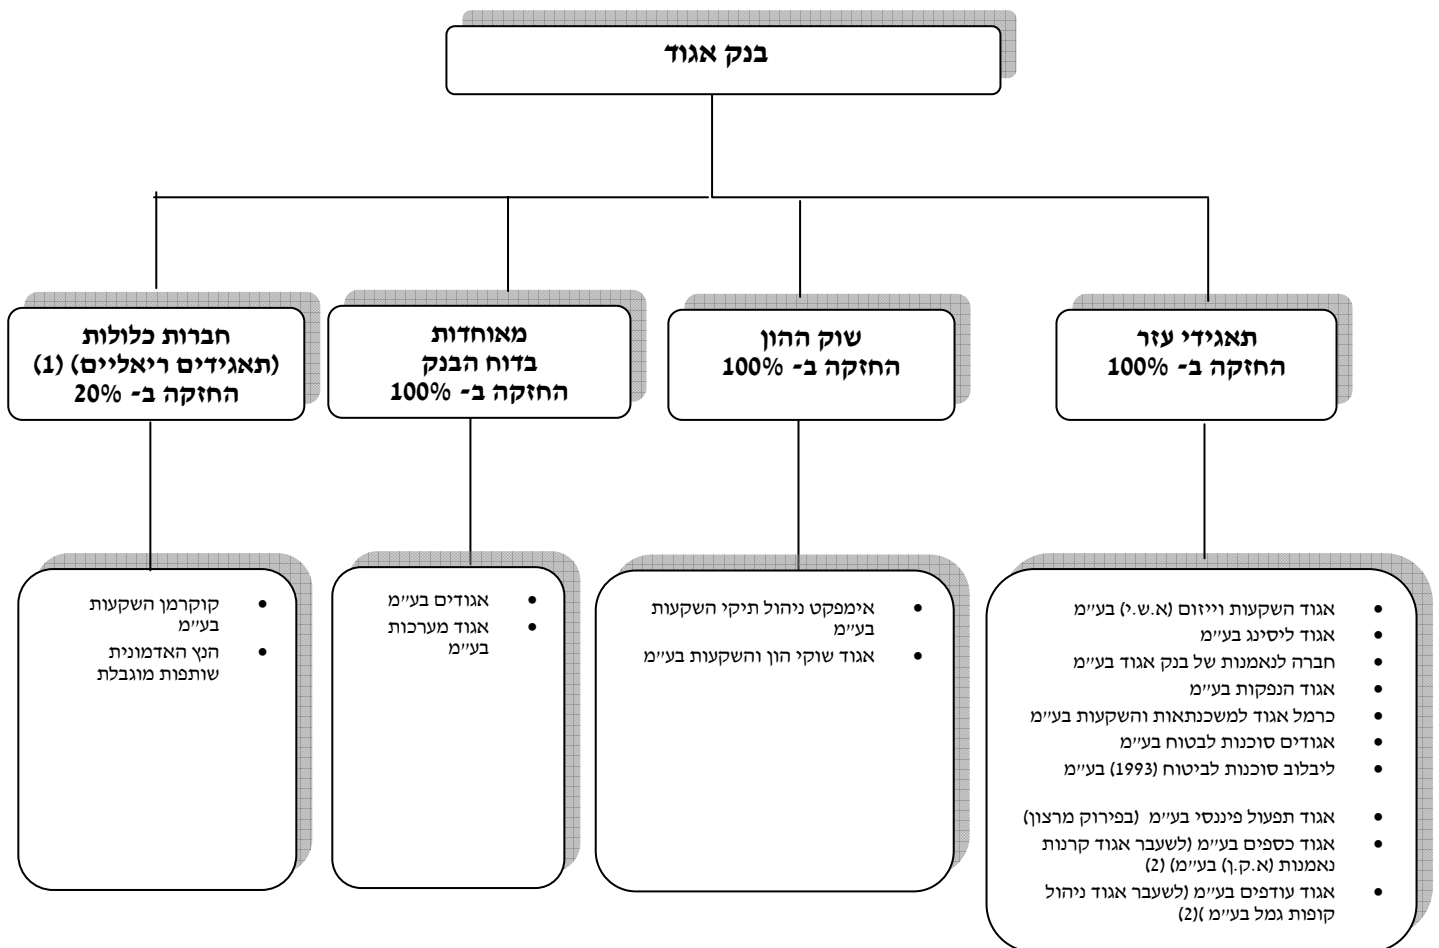 בנק אגוד
תאגידי עזר
החזקה ב- 100%
שוק ההון
החזקה ב- 100%
מאוחדות
בדוח הבנק
החזקה ב- 100%
חברות כלולות
(תאגידים ריאליים) (1)
החזקה ב- 20%
• אגוד השקעות וייזום (א.ש.י) בע״מ
• אגוד ליסינג בע״מ
• חברה לנאמנות של בנק אגוד בע״מ
• אגוד הנפקות בע״מ
• כרמל אגוד למשכנתאות והשקעות בע״מ
• אגודים סוכנות לבטוח בע״מ
• ליבלוב סוכנות לביטוח (1993) בע״מ
• אגוד תפעול פיננסי בע״מ (בפירוק מרצון)
• אגוד כספים בע״מ (לשעבר אגוד קרנות
נאמנות (א.ק.ן) בע״מ) (2)
• אגוד עודפים בע״מ (לשעבר אגוד ניהול
קופות גמל בע״מ )(2)
• אימפקט ניהול תיקי השקעות
בע״מ
• אגוד שוקי הון והשקעות בע״מ
• אגודים בע״מ
• אגוד מערכות
בע״מ
• קוקרמן השקעות
בע״מ
• הנץ האדמונית
שותפות מוגבלת